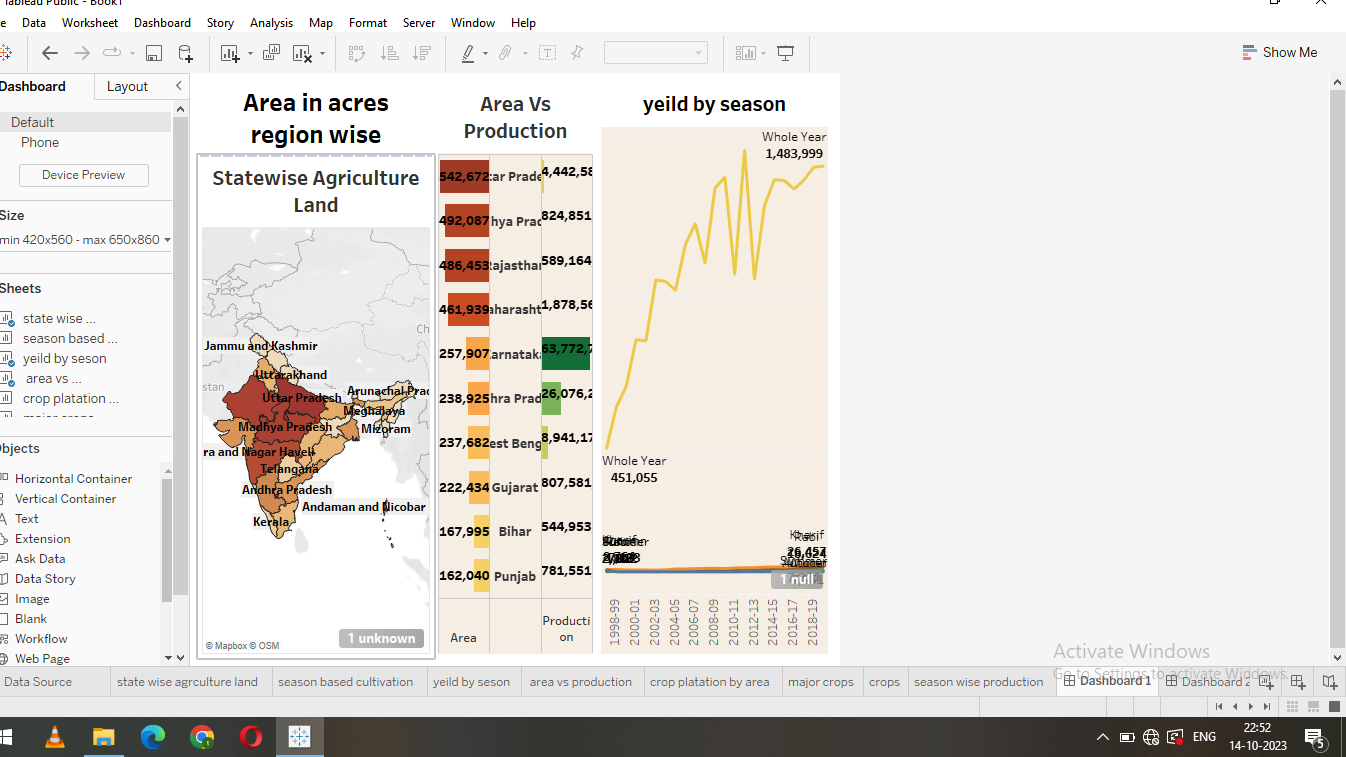 Tableau Public - Book1
Data Worksheet Dashboard Story Analysis Map Format Server Window Help
Show Me
Dashboard Layout
Default
Phone
Device Preview
Size
min 420x560 - max 650x860
Sheets
state wise ...
season based ...
yeild by seson
area vs ...
crop platation ...
Objects
Horizontal Container
Vertical Container
Text
Extension
Ask Data
Data Story
Image
Blank
Workflow
Web Page
Area in acres
region wise
Statewise Agriculture
Land
Jammu and Kashmir
Uttarakhand
Arunachal Prad
Uttar Pradesh
Meghalaya
Madhya Pradesh
Mizoram
ra and Nagar Haveli
Telangana
Andhra Pradesh
Andaman and Nicobar
Kerala
© Mapbox © OSM
1 unknown
Area Vs
Production
542,672 tar Prade 4,442,58
492,087 hya Prad 824,851
486,453 Rajasthan 589,164
461,939 aharasht 1,878,56
257,907 arnatak 63,772,7
238,925 hra Prad 26,076,2
237,682 est Beng 8,941,17
222,434 Gujarat 807,581
167,995 Bihar 544,953
162,040 Punjab 781,551
Area Producti
on
yeild by season
Whole Year
1,483,999
Whole Year
451,055
Kharif
26,457
1 null
1998-99 2000-01 2002-03 2004-05 2006-07 2008-09 2010-11 2012-13 2014-15 2016-17 2018-19
Activate Windows
Go to Settings to activate Windows.
Data Source state wise agrculture land season based cultivation yeild by seson area vs production crop platation by area major crops crops season wise production Dashboard 1 Dashboard 2
ENG
22:52
14-10-2023
5